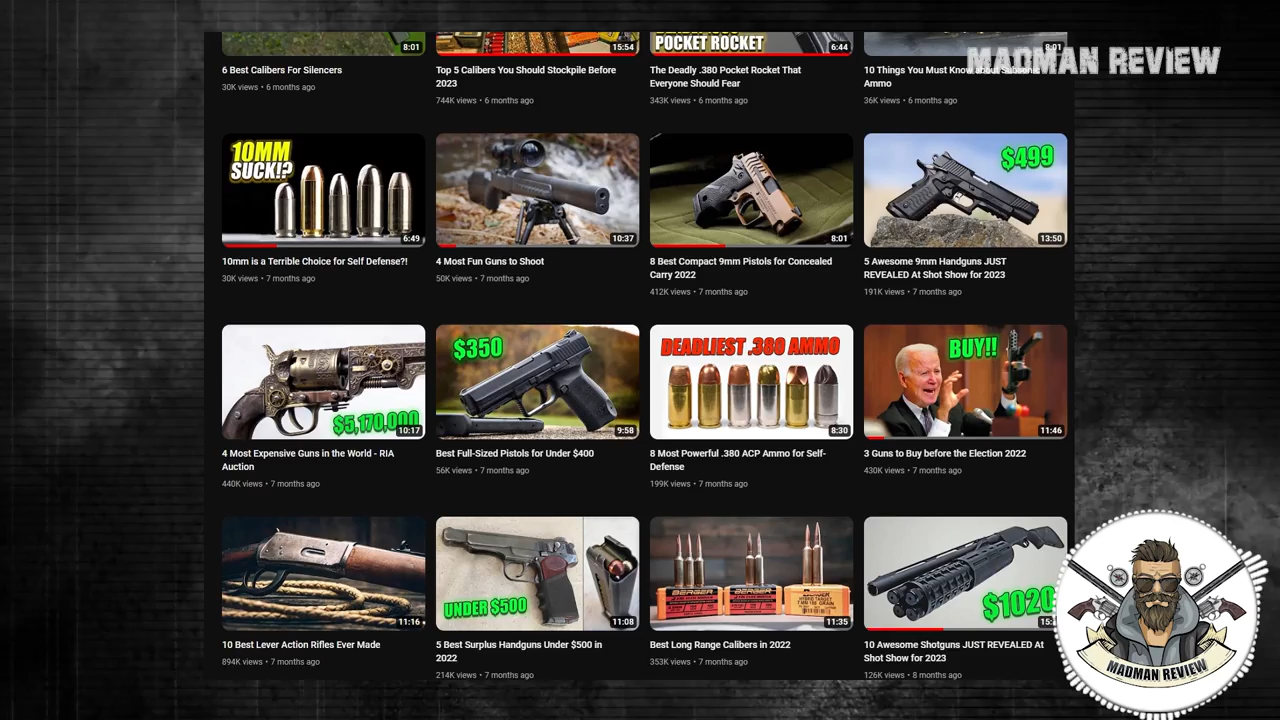 8:01
15:54
POCKET ROCKET
6:44
8:01
MADMAN REVIEW
6 Best Calibers For Silencers
30K views • 6 months ago
Top 5 Calibers You Should Stockpile Before
2023
744K views • 6 months ago
The Deadly .380 Pocket Rocket That
Everyone Should Fear
343K views • 6 months ago
10 Things You Must Know about Subsonic
Ammo
36K views • 6 months ago
10MM
SUCK!?
6:49
10:37
8:01
$499
13:50
10mm is a Terrible Choice for Self Defense?!
30K views • 7 months ago
4 Most Fun Guns to Shoot
50K views • 7 months ago
8 Best Compact 9mm Pistols for Concealed
Carry 2022
412K views • 7 months ago
5 Awesome 9mm Handguns JUST
REVEALED At Shot Show for 2023
191K views • 7 months ago
$5,170,000
10:17
$350
9:58
DEADLIEST .380 AMMO
8:30
BUY!!
11:46
4 Most Expensive Guns in the World - RIA
Auction
440K views • 7 months ago
Best Full-Sized Pistols for Under $400
56K views • 7 months ago
8 Most Powerful .380 ACP Ammo for Self-
Defense
199K views • 7 months ago
3 Guns to Buy before the Election 2022
430K views • 7 months ago
11:16
UNDER $500
11:08
BERGER
BERGER
BERGER
11:35
$1020
10 Best Lever Action Rifles Ever Made
894K views • 7 months ago
5 Best Surplus Handguns Under $500 in
2022
214K views • 7 months ago
Best Long Range Calibers in 2022
353K views • 7 months ago
10 Awesome Shotguns JUST REVEALED At
Shot Show for 2023
126K views • 8 months ago
MADMAN REVIEW